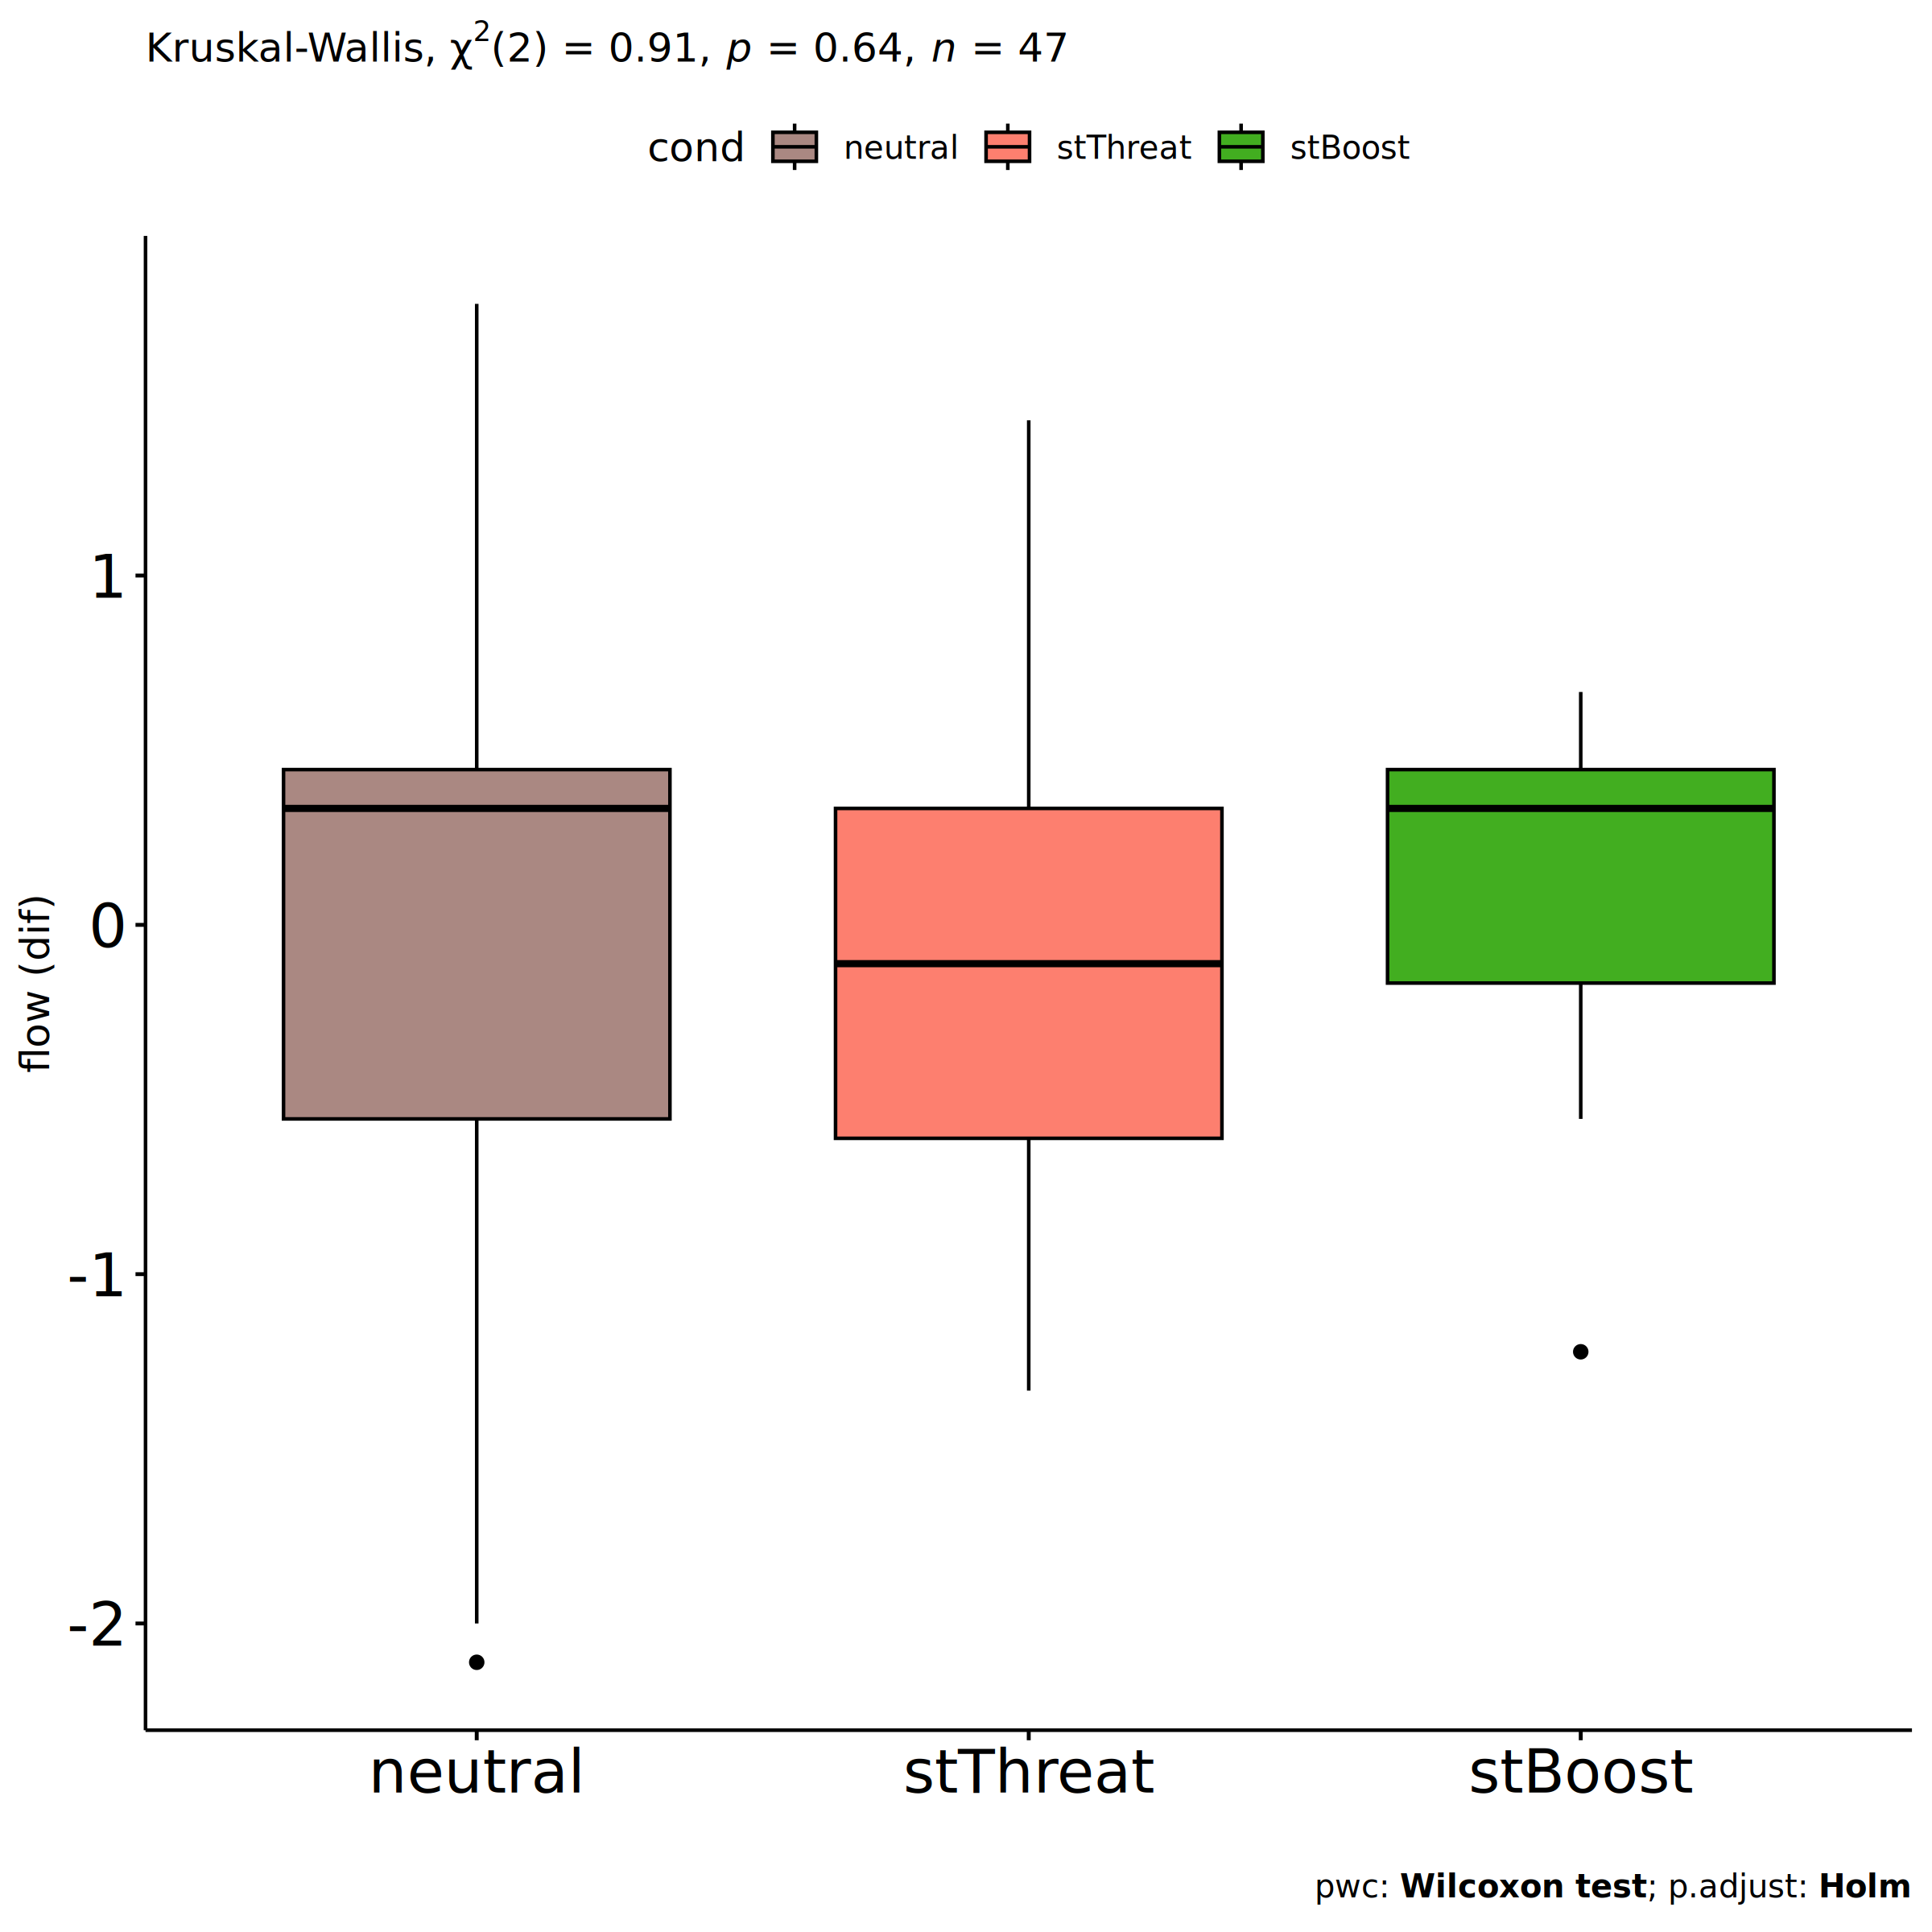 Kruskal-Wallis, χ²(2) = 0.91, p = 0.64, n = 47
cond neutral stThreat stBoost
flow (dif)
1
0
-1
-2
neutral stThreat stBoost
pwc: Wilcoxon test; p.adjust: Holm